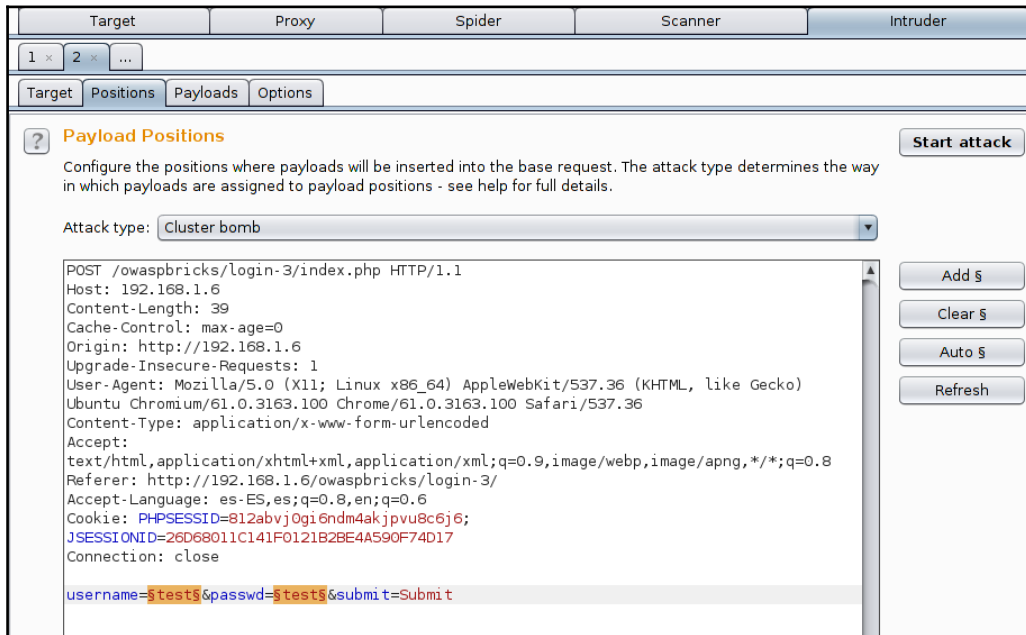 Target Proxy Spider Scanner Intruder
1 × 2 × ...
Target Positions Payloads Options
? Payload Positions Start attack
Configure the positions where payloads will be inserted into the base request. The attack type determines the way
in which payloads are assigned to payload positions - see help for full details.
Attack type: Cluster bomb
POST /owaspbricks/login-3/index.php HTTP/1.1
Host: 192.168.1.6
Content-Length: 39
Cache-Control: max-age=0
Origin: http://192.168.1.6
Upgrade-Insecure-Requests: 1
User-Agent: Mozilla/5.0 (X11; Linux x86_64) AppleWebKit/537.36 (KHTML, like Gecko)
Ubuntu Chromium/61.0.3163.100 Chrome/61.0.3163.100 Safari/537.36
Content-Type: application/x-www-form-urlencoded
Accept:
text/html,application/xhtml+xml,application/xml;q=0.9,image/webp,image/apng,*/*;q=0.8
Referer: http://192.168.1.6/owaspbricks/login-3/
Accept-Language: es-ES,es;q=0.8,en;q=0.6
Cookie: PHPSESSID=812abvj0gi6ndm4akjpvu8c6j6;
JSESSIONID=26D68011C141F0121B2BE4A590F74D17
Connection: close
username=§test§&passwd=§test§&submit=Submit
Add §
Clear §
Auto §
Refresh